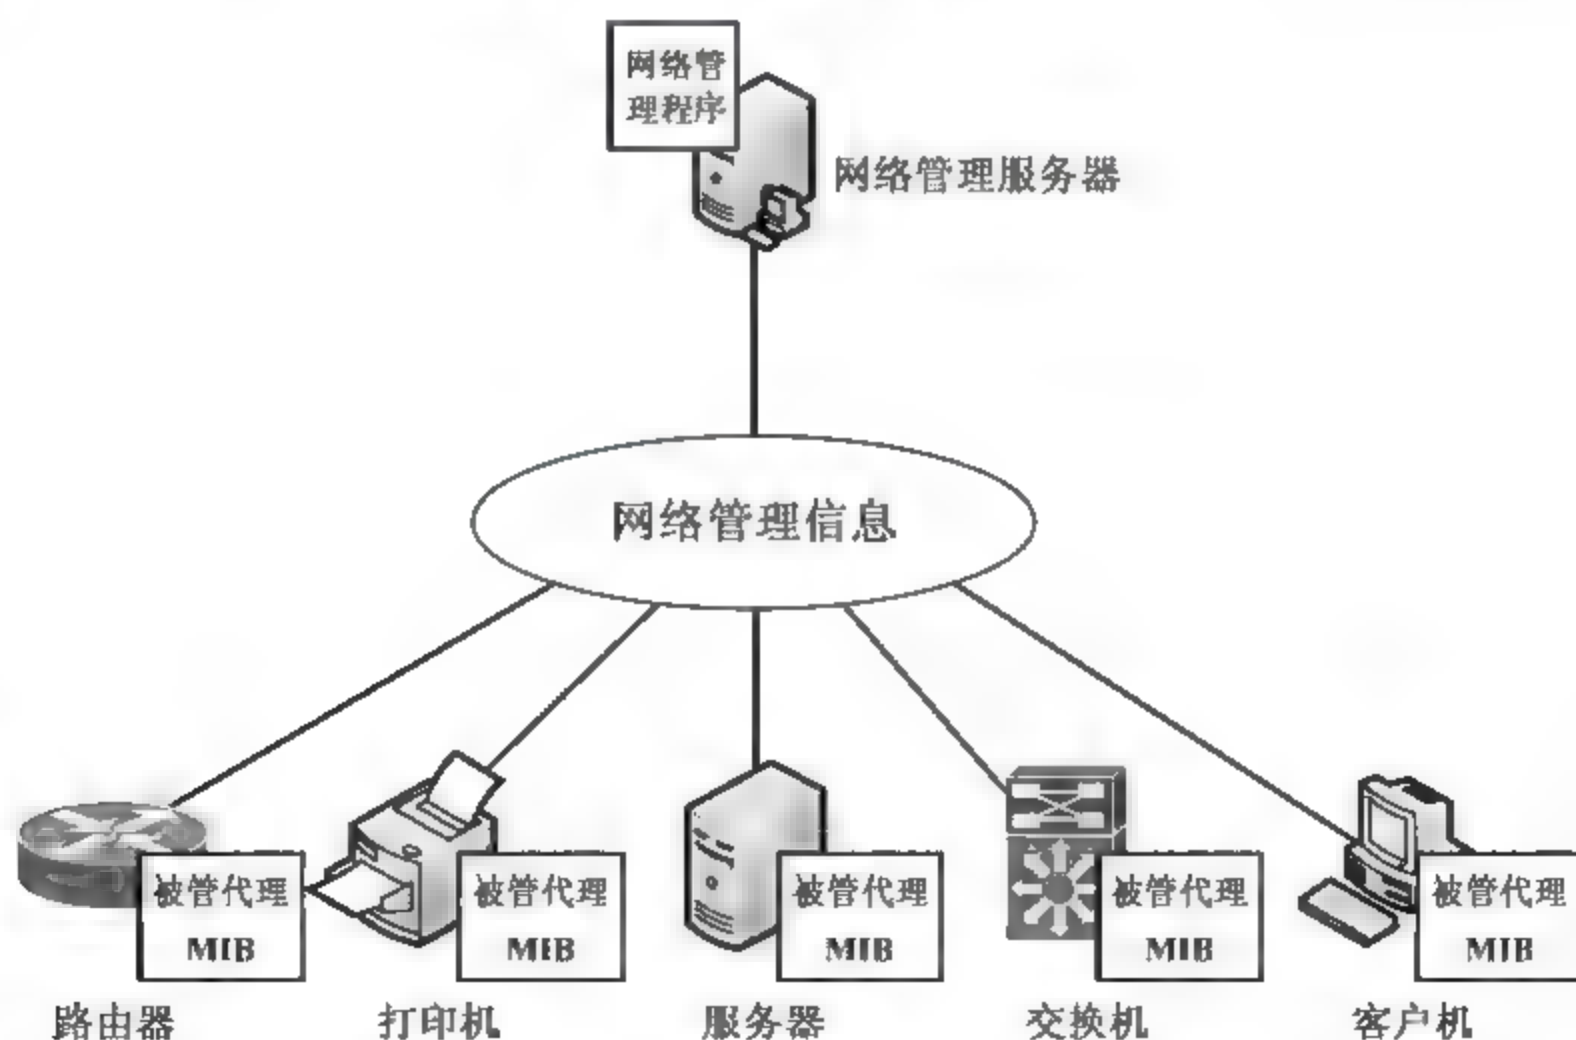 网络管
理程序
网络管理服务器
网络管理信息
被管代理
MIB
被管代理
MIB
被管代理
MIB
被管代理
MIB
被管代理
MIB
路由器
打印机
服务器
交换机
客户机